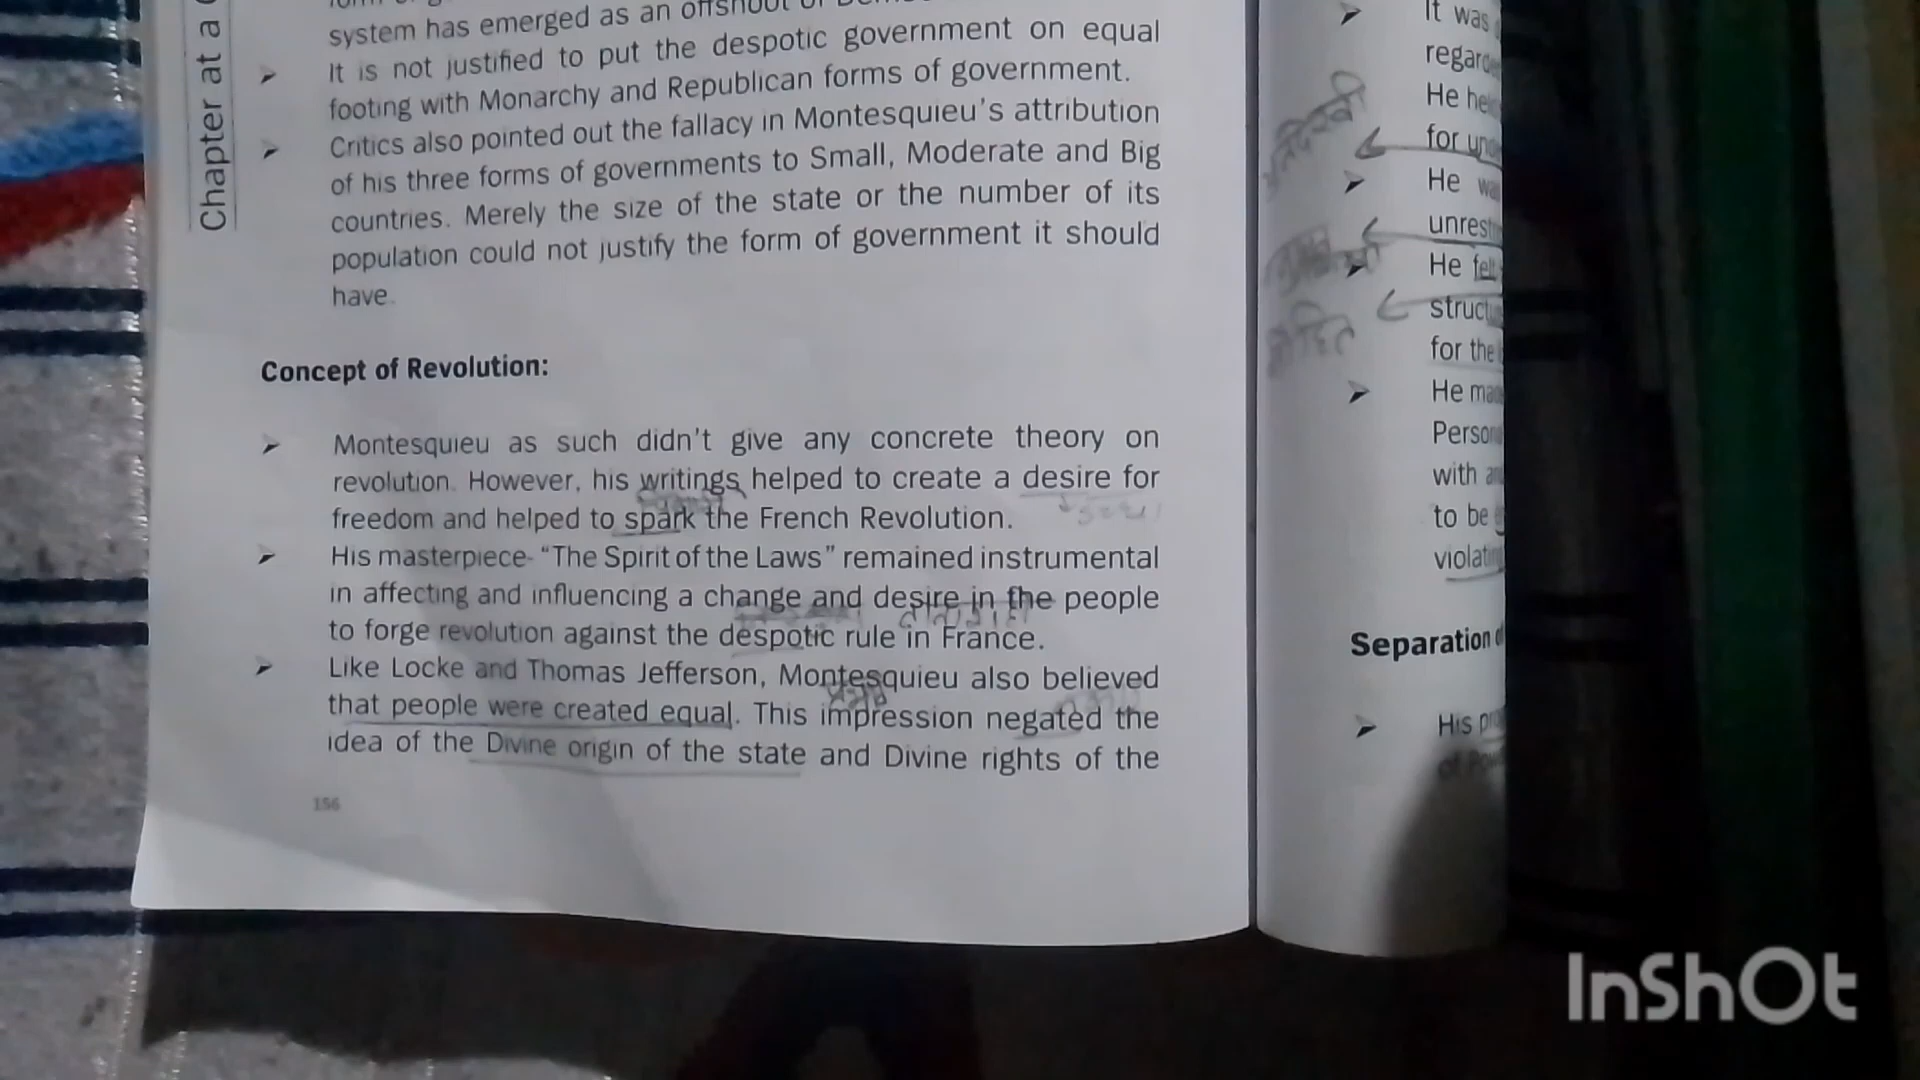 Chapter at a
system has emerged as an offshoot of
It is not justified to put the despotic government on equal
footing with Monarchy and Republican forms of government.
Critics also pointed out the fallacy in Montesquieu's attribution
of his three forms of governments to Small, Moderate and Big
countries. Merely the size of the state or the number of its
population could not justify the form of government it should
have.
Concept of Revolution:
Montesquieu as such didn't give any concrete theory on
revolution. However, his writings helped to create a desire for
freedom and helped to spark the French Revolution.
His masterpiece- "The Spirit of the Laws" remained instrumental
in affecting and influencing a change and desire in the people
to forge revolution against the despotic rule in France.
Like Locke and Thomas Jefferson, Montesquieu also believed
that people were created equal. This impression negated the
idea of the Divine origin of the state and Divine rights of the
156
It was
He
for
He
He felt
for the
He
with
to be
Separation
His
InShOt